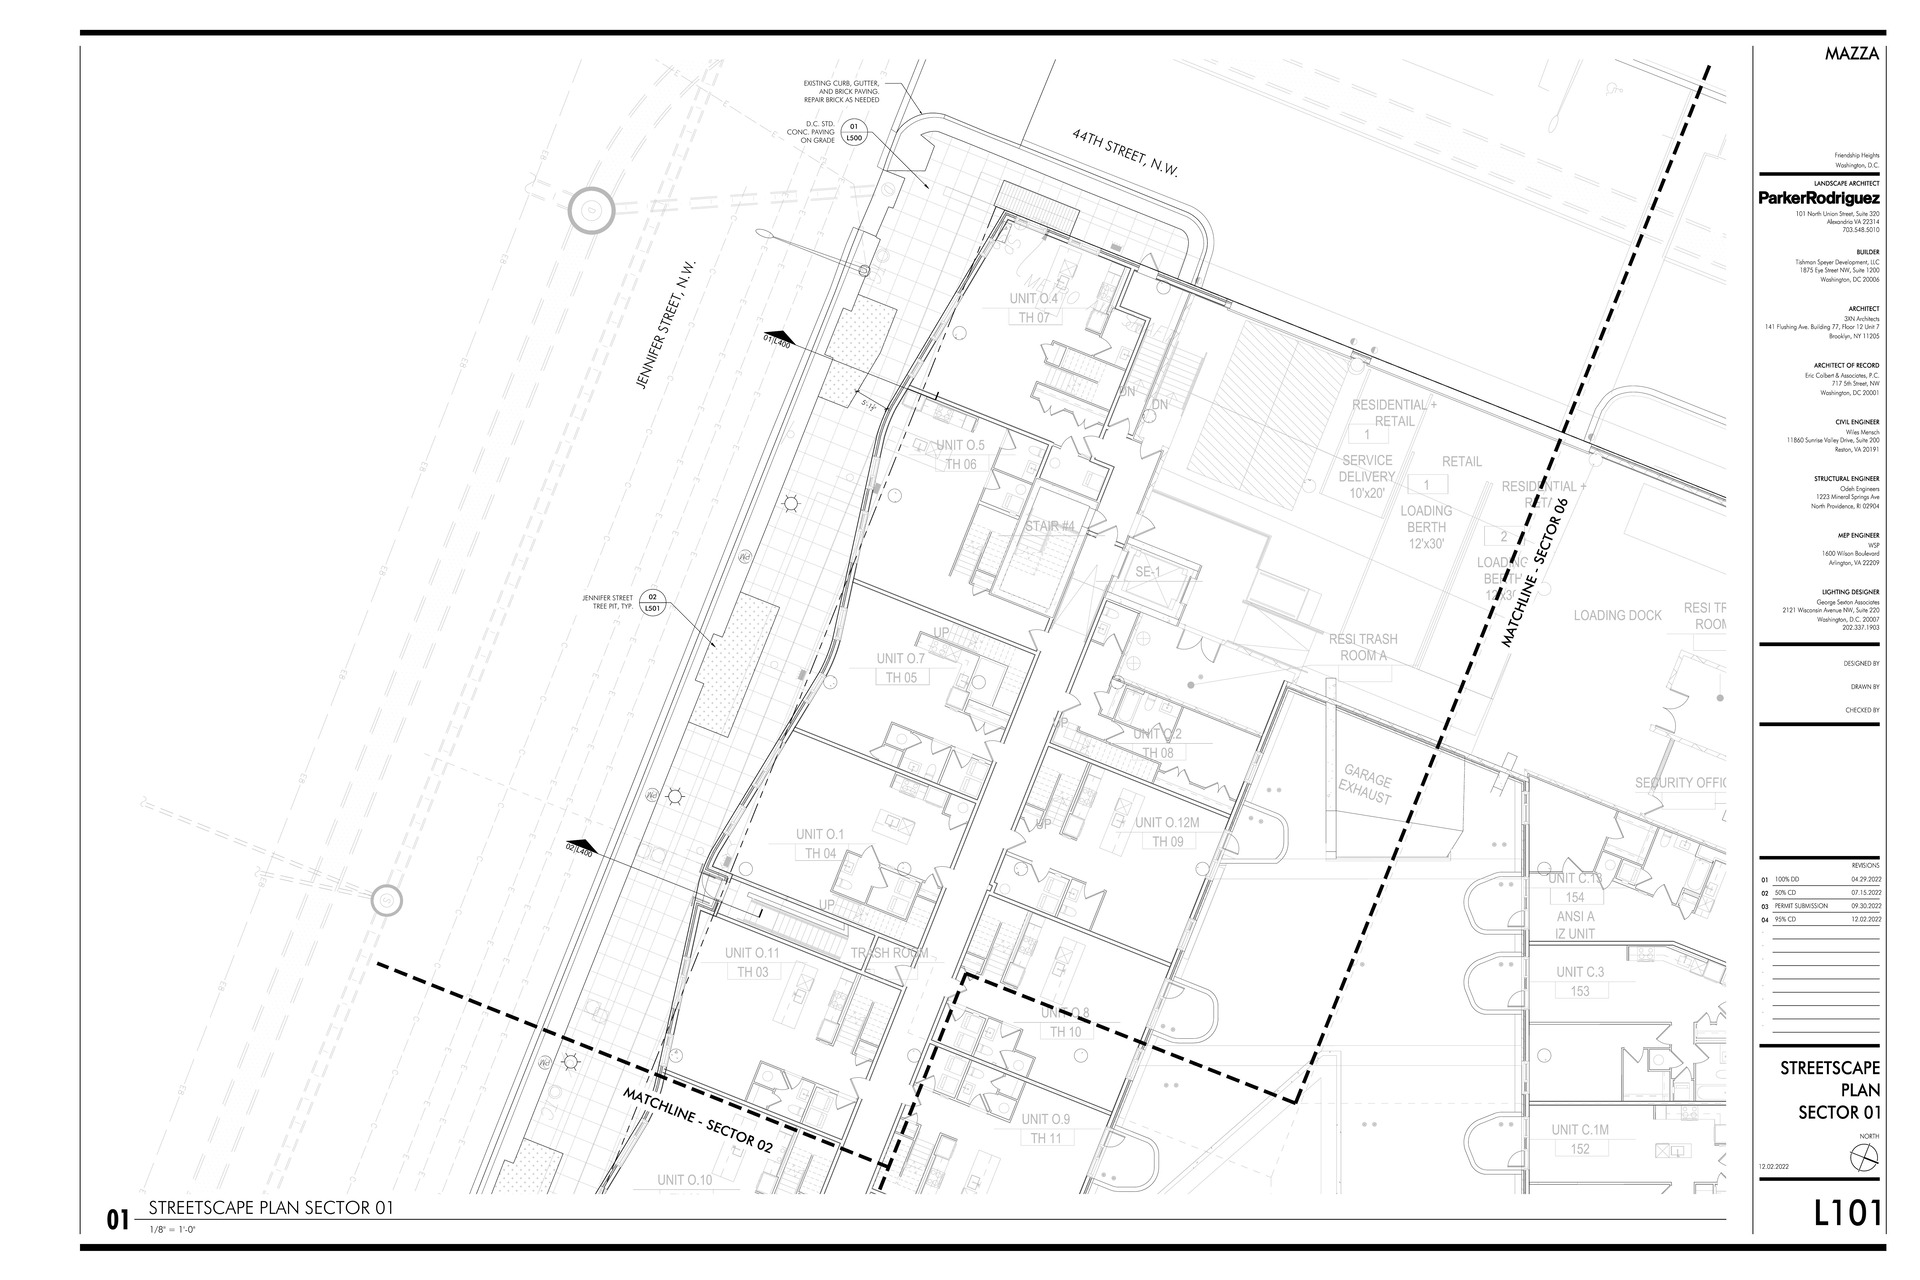 MAZZA
Friendship Heights
Washington, D.C.
LANDSCAPE ARCHITECT
ParkerRodriguez
101 North Union Street, Suite 320
Alexandria VA 22314
703.548.5010
BUILDER
Tishman Speyer Development, LLC
1875 Eye Street NW, Suite 1200
Washington, DC 20006
ARCHITECT
3XN Architects
141 Flushing Ave. Building 77, Floor 12 Unit 7
Brooklyn, NY 11205
ARCHITECT OF RECORD
Eric Colbert & Associates, P.C.
717 5th Street, NW
Washington, DC 20001
CIVIL ENGINEER
Wiles Mensch
11860 Sunrise Valley Drive, Suite 200
Reston, VA 20191
STRUCTURAL ENGINEER
Odeh Engineers
1223 Mineral Springs Ave
North Providence, RI 02904
MEP ENGINEER
WSP
1600 Wilson Boulevard
Arlington, VA 22209
LIGHTING DESIGNER
George Sexton Associates
2121 Wisconsin Avenue NW, Suite 220
Washington, D.C. 20007
202.337.1903
DESIGNED BY
DRAWN BY
CHECKED BY
REVISIONS
01 100% DD 04.29.2022
02 50% CD 07.15.2022
03 PERMIT SUBMISSION 09.30.2022
04 95% CD 12.02.2022
STREETSCAPE
PLAN
SECTOR 01
NORTH
12.02.2022
L101
EXISTING CURB, GUTTER,
AND BRICK PAVING.
REPAIR BRICK AS NEEDED
D.C. STD.
CONC. PAVING
ON GRADE
01
L500
44TH STREET, N.W.
JENNIFER STREET, N.W.
01|L400
5'-1½"
JENNIFER STREET
TREE PIT, TYP.
02
L501
02|L400
UNIT O.4
TH 07
DN
DN
UNIT O.5
TH 06
STAIR #4
SE-1
RESIDENTIAL +
RETAIL
1
SERVICE
DELIVERY
10'x20'
RETAIL
1
LOADING
BERTH
12'x30'
RESIDENTIAL +
2
MATCHLINE - SECTOR 06
LOADING DOCK
RESI TRASH
ROOM A
UP
UNIT O.7
TH 05
UP
UNIT O.2
TH 08
GARAGE
EXHAUST
UNIT O.1
TH 04
UP
UNIT O.12M
TH 09
UP
UNIT O.11
TH 03
TRASH ROOM
UNIT O.8
TH 10
UNIT O.9
TH 11
UNIT O.10
154
ANSI A
IZ UNIT
UNIT C.3
153
UNIT C.1M
152
MATCHLINE - SECTOR 02
01 STREETSCAPE PLAN SECTOR 01
1/8" = 1'-0"